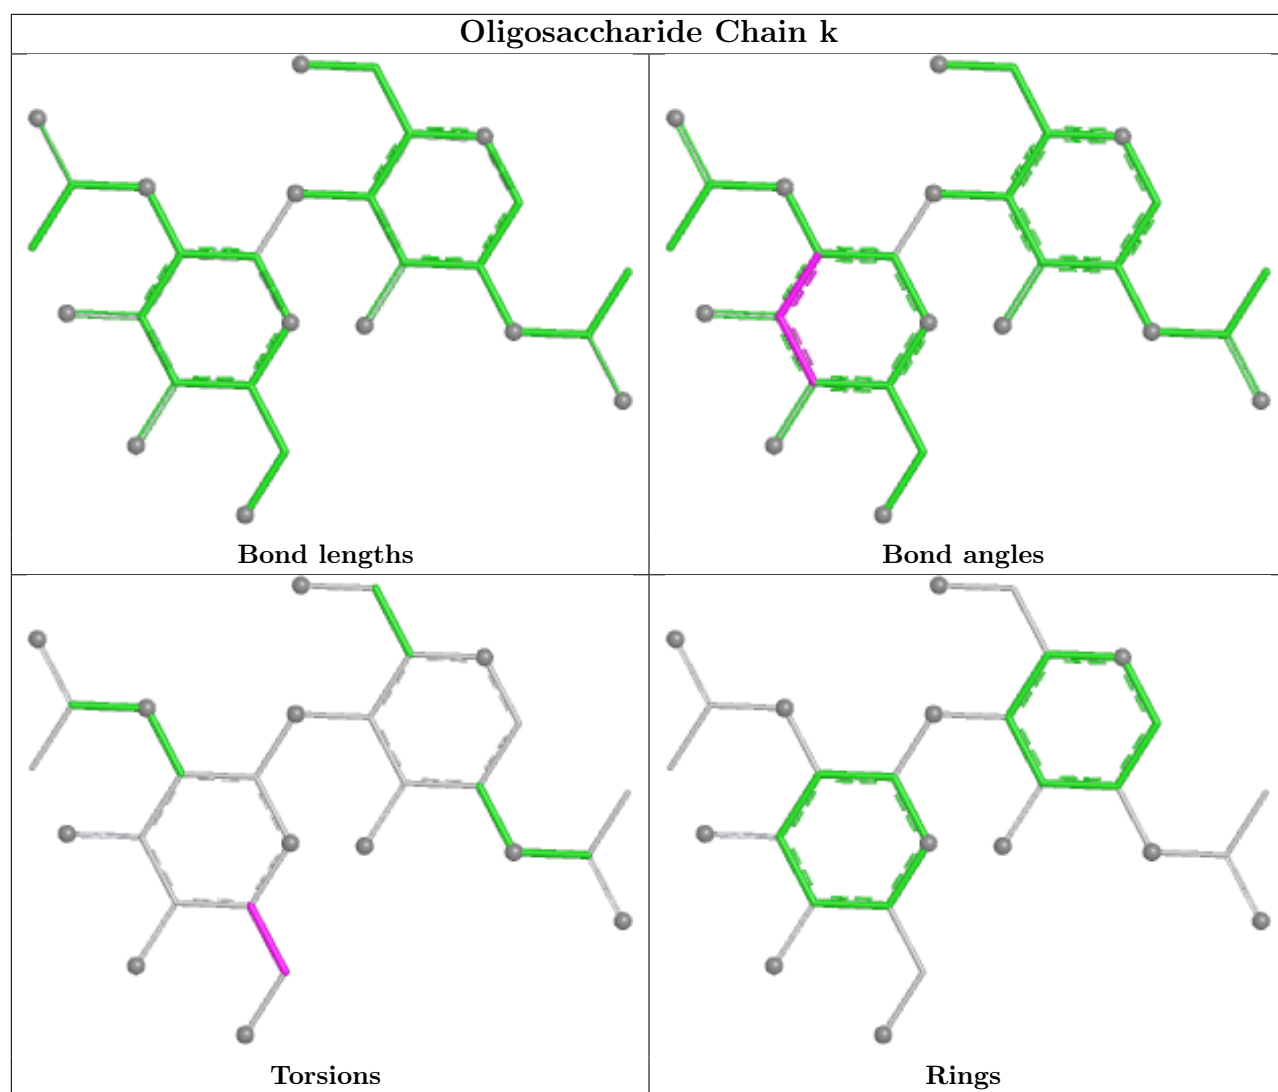 Oligosaccharide Chain k
Bond lengths
Bond angles
Torsions
Rings